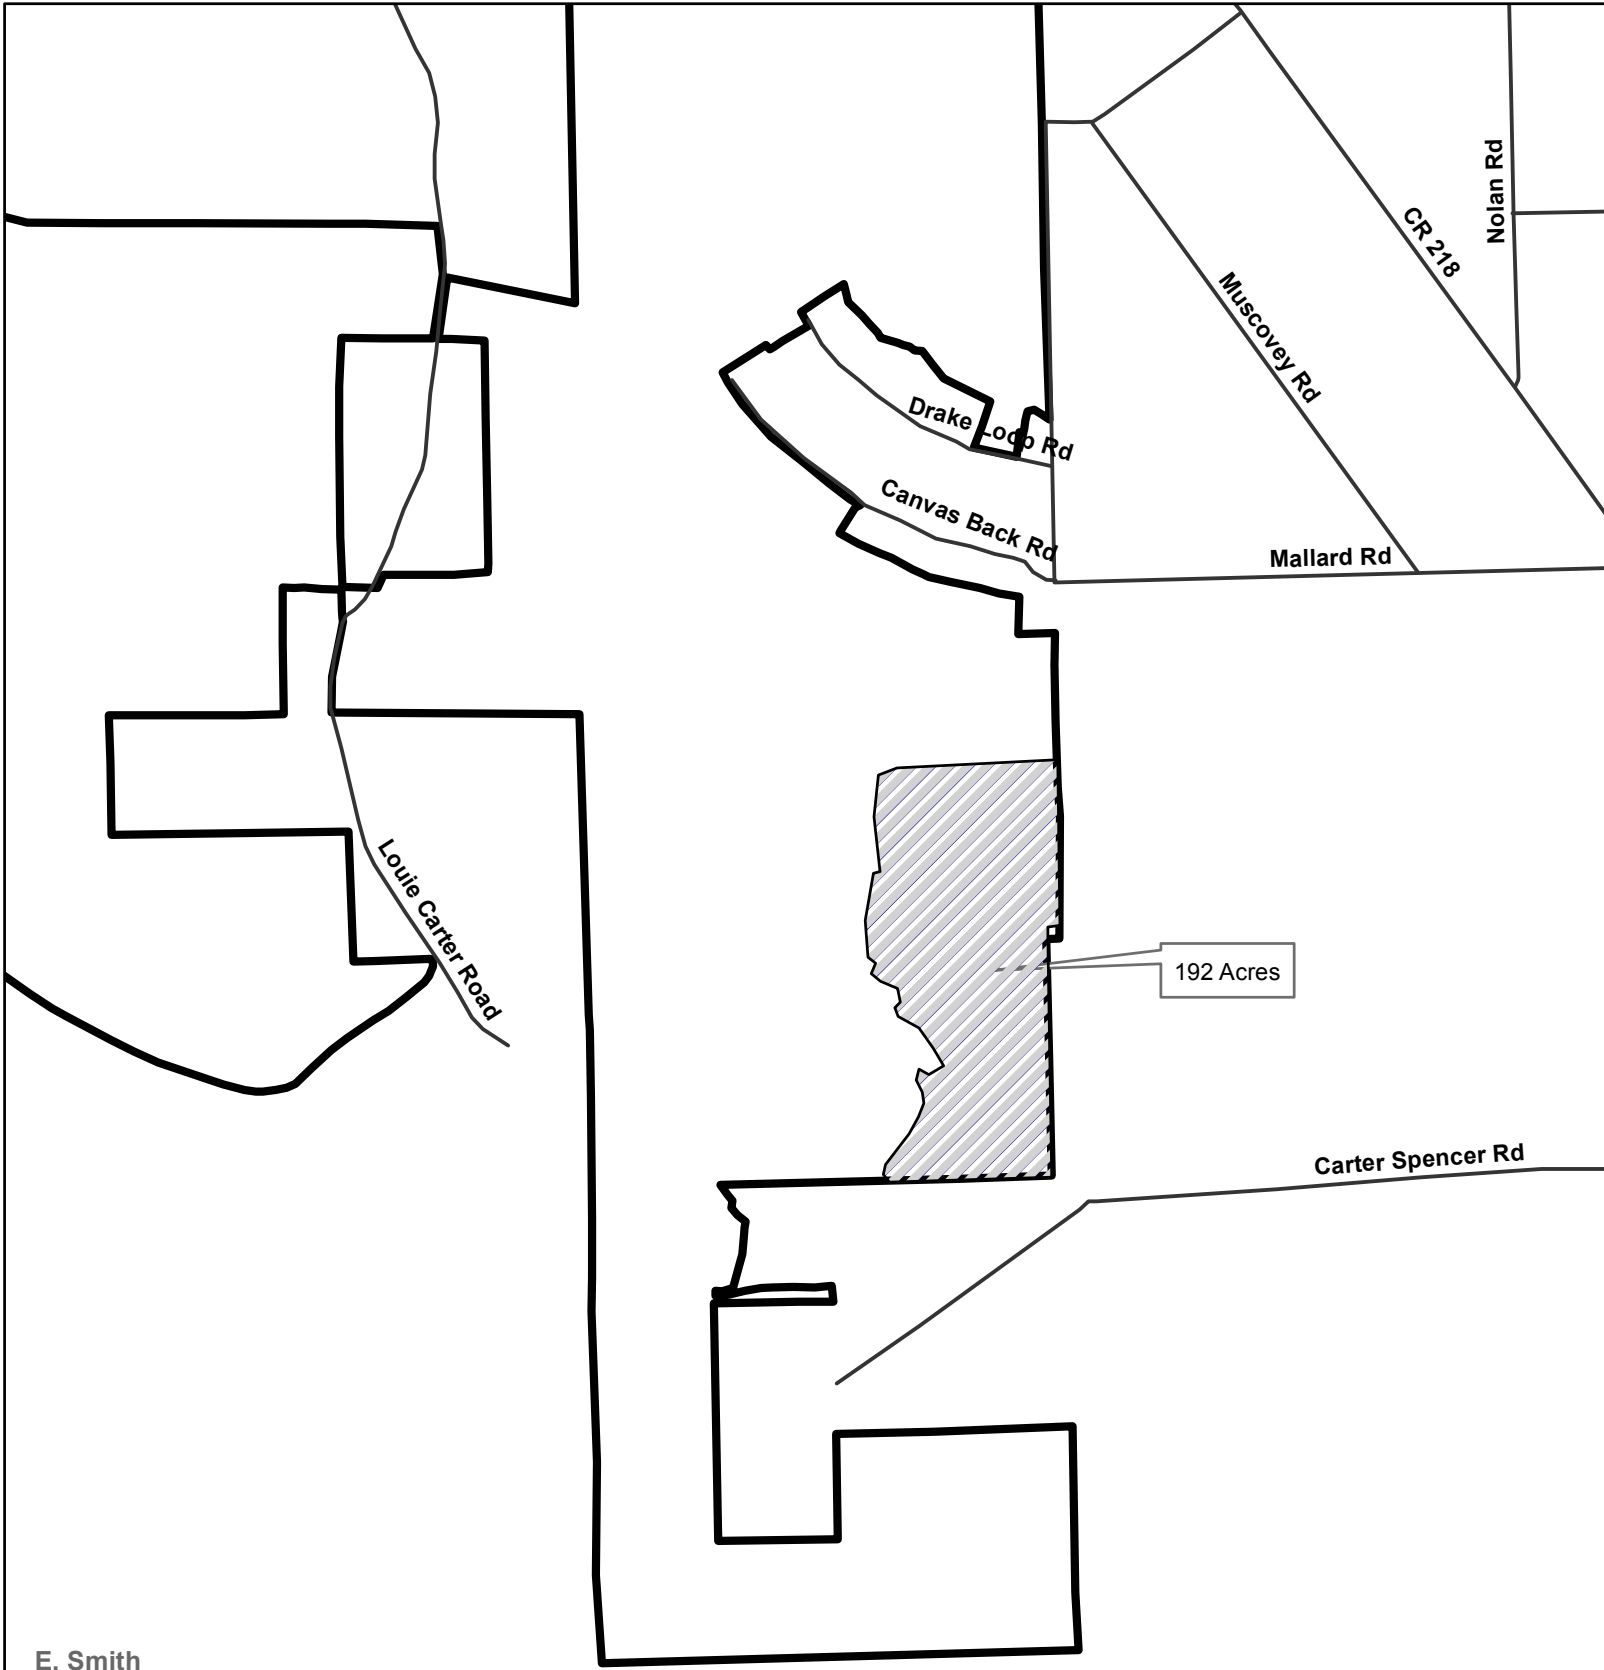 Nolan Rd
CR 218
Muscovey Rd
Drake Loop Rd
Canvas Back Rd
Mallard Rd
Louie Carter Road
192 Acres
Carter Spencer Rd
E. Smith